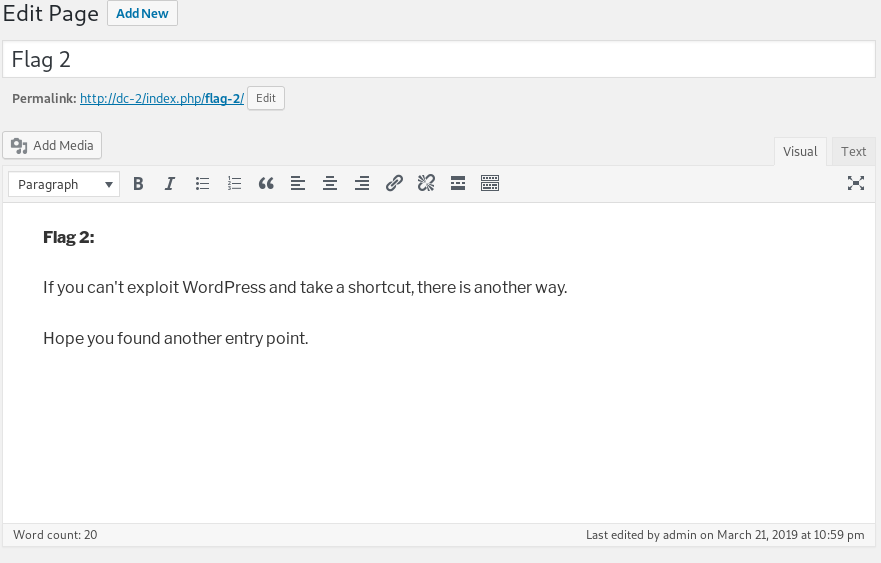 Edit Page Add New
Flag 2
Permalink: http://dc-2/index.php/flag-2/ Edit
Add Media
Visual Text
Paragraph B I
Flag 2:
If you can't exploit WordPress and take a shortcut, there is another way.
Hope you found another entry point.
Word count: 20 Last edited by admin on March 21, 2019 at 10:59 pm